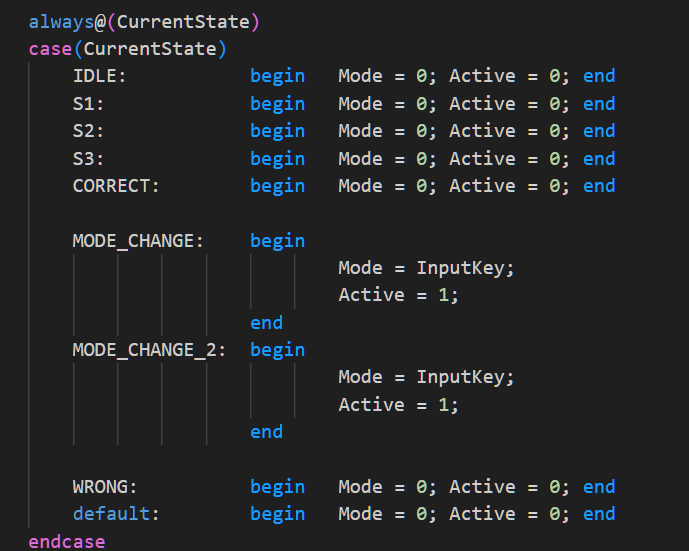 always@(CurrentState)
case(CurrentState)
IDLE: begin Mode = 0; Active = 0; end
S1: begin Mode = 0; Active = 0; end
S2: begin Mode = 0; Active = 0; end
S3: begin Mode = 0; Active = 0; end
CORRECT: begin Mode = 0; Active = 0; end
MODE_CHANGE: begin
Mode = InputKey;
Active = 1;
end
MODE_CHANGE_2: begin
Mode = InputKey;
Active = 1;
end
WRONG: begin Mode = 0; Active = 0; end
default: begin Mode = 0; Active = 0; end
endcase